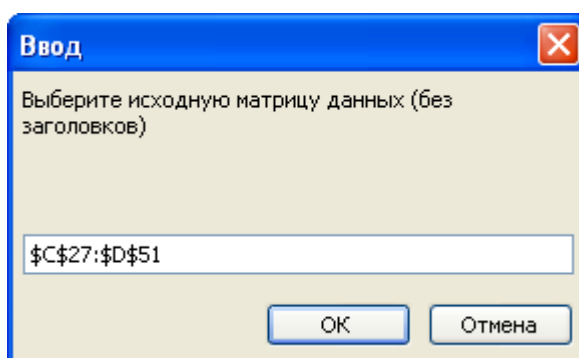 Ввод
Выберите исходную матрицу данных (без
заголовков)
$C$27:$D$51
ОК
Отмена